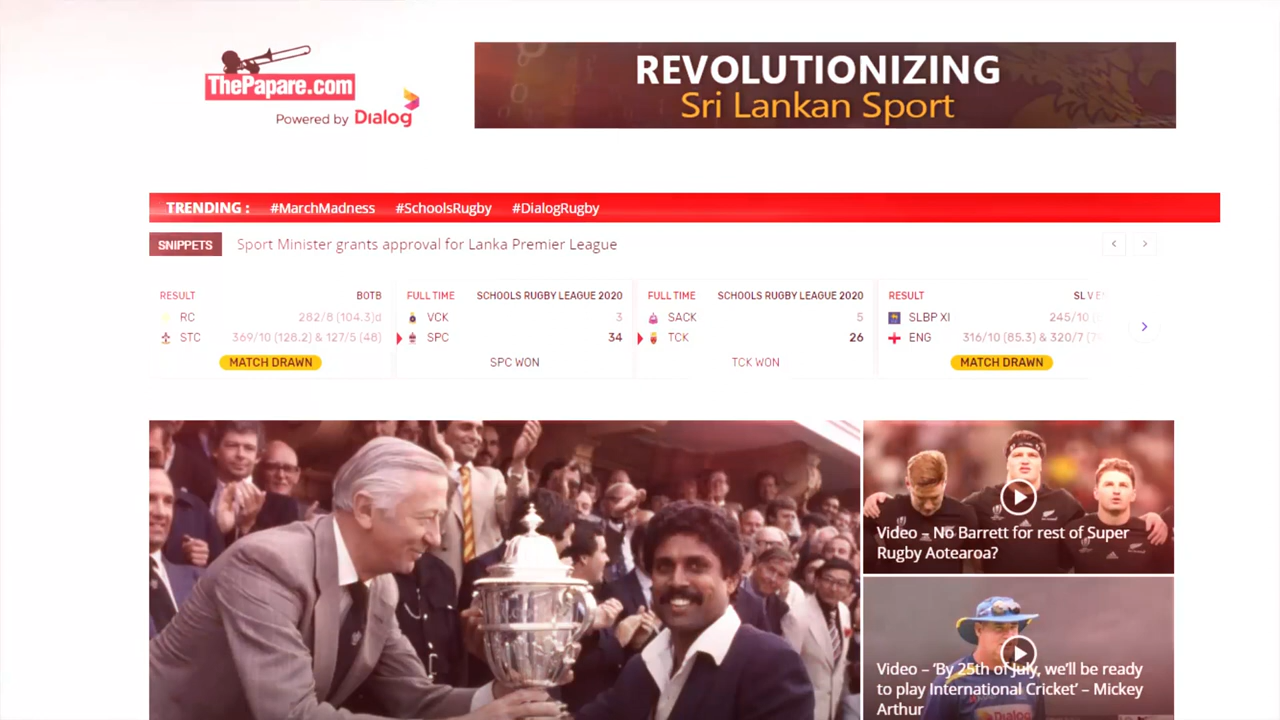 ThePapare.com
Powered by Dialog
REVOLUTIONIZING
Sri Lankan Sport
TRENDING : #MarchMadness #SchoolsRugby #DialogRugby
SNIPPETS Sport Minister grants approval for Lanka Premier League
RESULT BOTB
RC 282/8 (104.3)d
STC 369/10 (128.2) & 127/5 (48)
MATCH DRAWN
FULL TIME SCHOOLS RUGBY LEAGUE 2020
VCK 3
SPC 34
SPC WON
FULL TIME SCHOOLS RUGBY LEAGUE 2020
SACK 5
TCK 26
TCK WON
RESULT SL V
SLBP XI 245/10
ENG 316/10 (85.3) & 320/7
MATCH DRAWN
Video – No Barrett for rest of Super
Rugby Aotearoa?
Video – ‘By 25th of July, we’ll be ready
to play International Cricket’ – Mickey
Arthur
Dialog